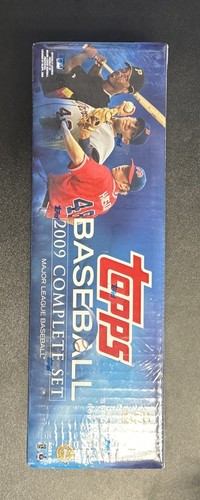 Topps
BASEBALL
2009 COMPLETE SET
MAJOR LEAGUE BASEBALL